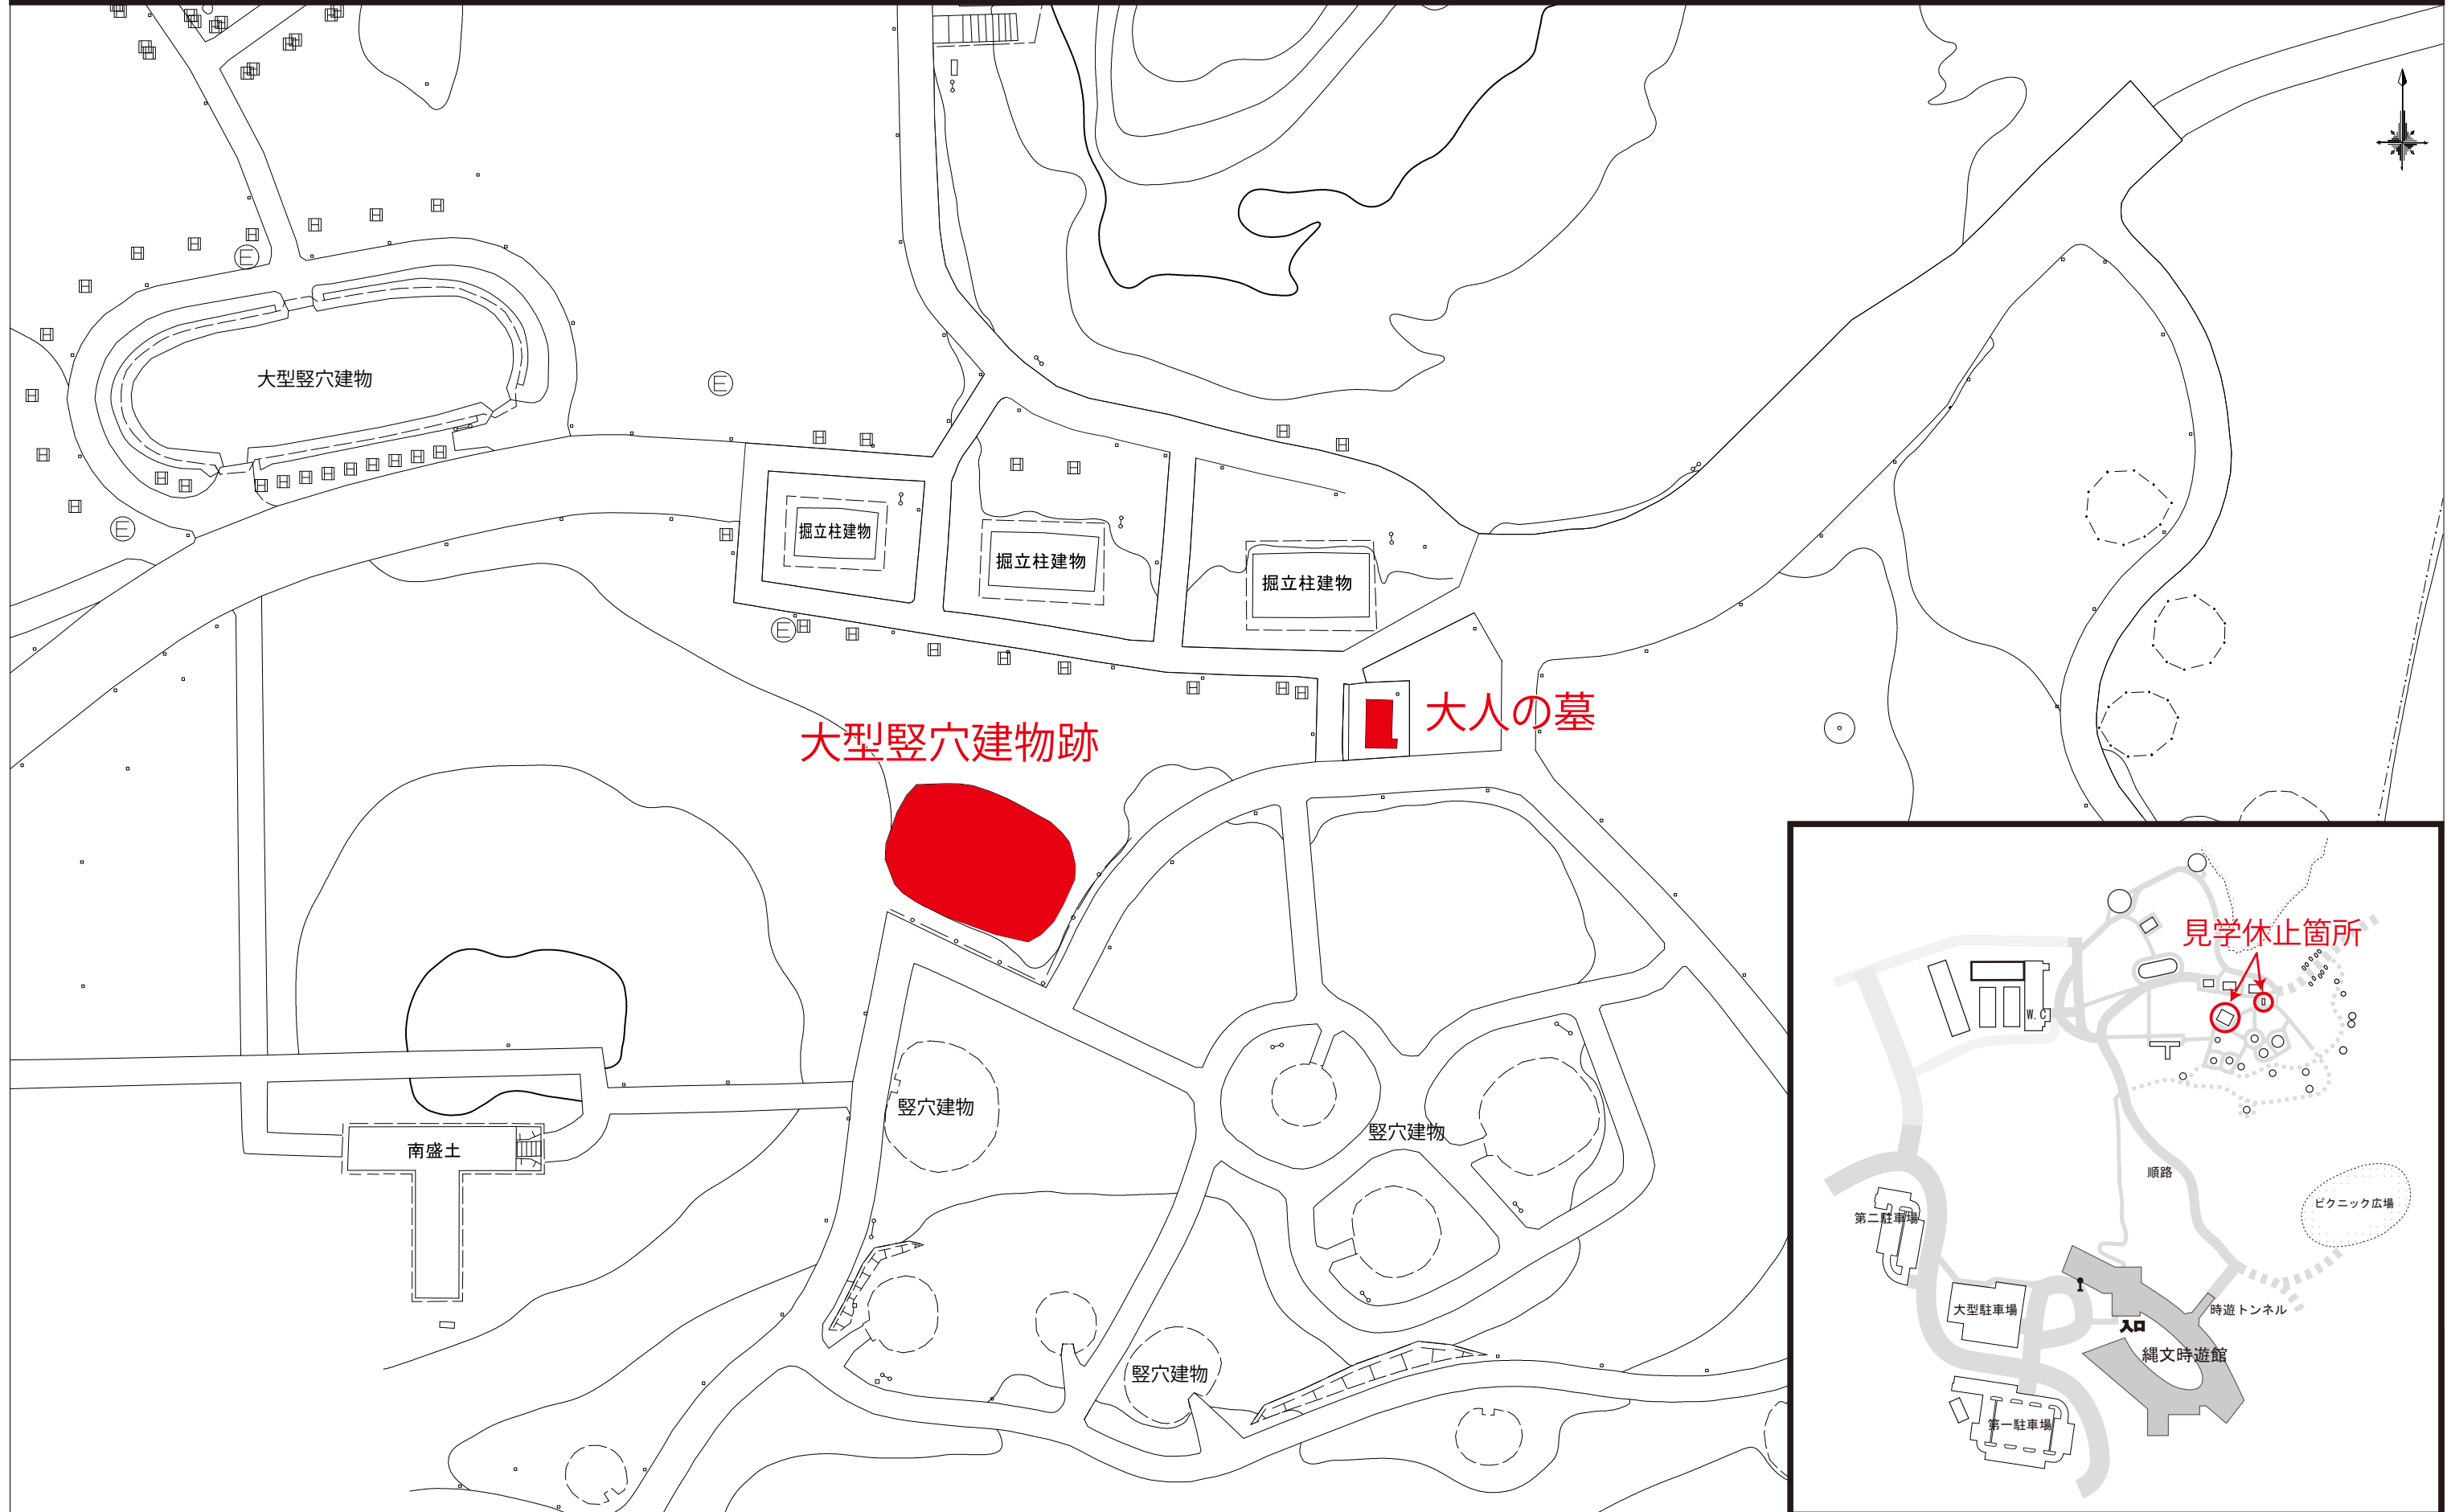 大型竪穴建物
掘立柱建物
掘立柱建物
掘立柱建物
大人の墓
大型竪穴建物跡
竪穴建物
竪穴建物
南盛土
竪穴建物
見学休止箇所
W.C
順路
ピクニック広場
第二駐車場
大型駐車場
時遊トンネル
入口
縄文時遊館
第一駐車場
E
E
E
E